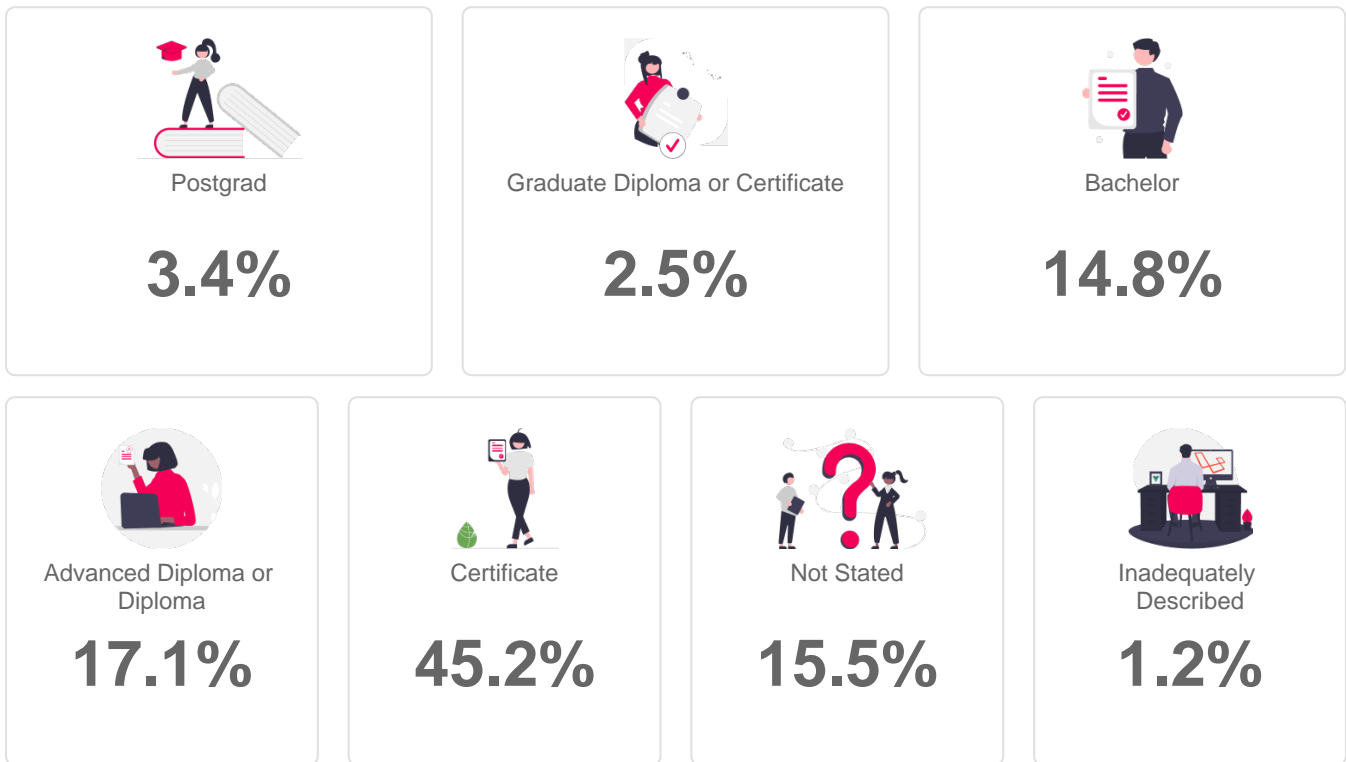 Postgrad
3.4%
Graduate Diploma or Certificate
2.5%
Bachelor
14.8%
Advanced Diploma or
Diploma
17.1%
Certificate
45.2%
Not Stated
15.5%
Inadequately
Described
1.2%